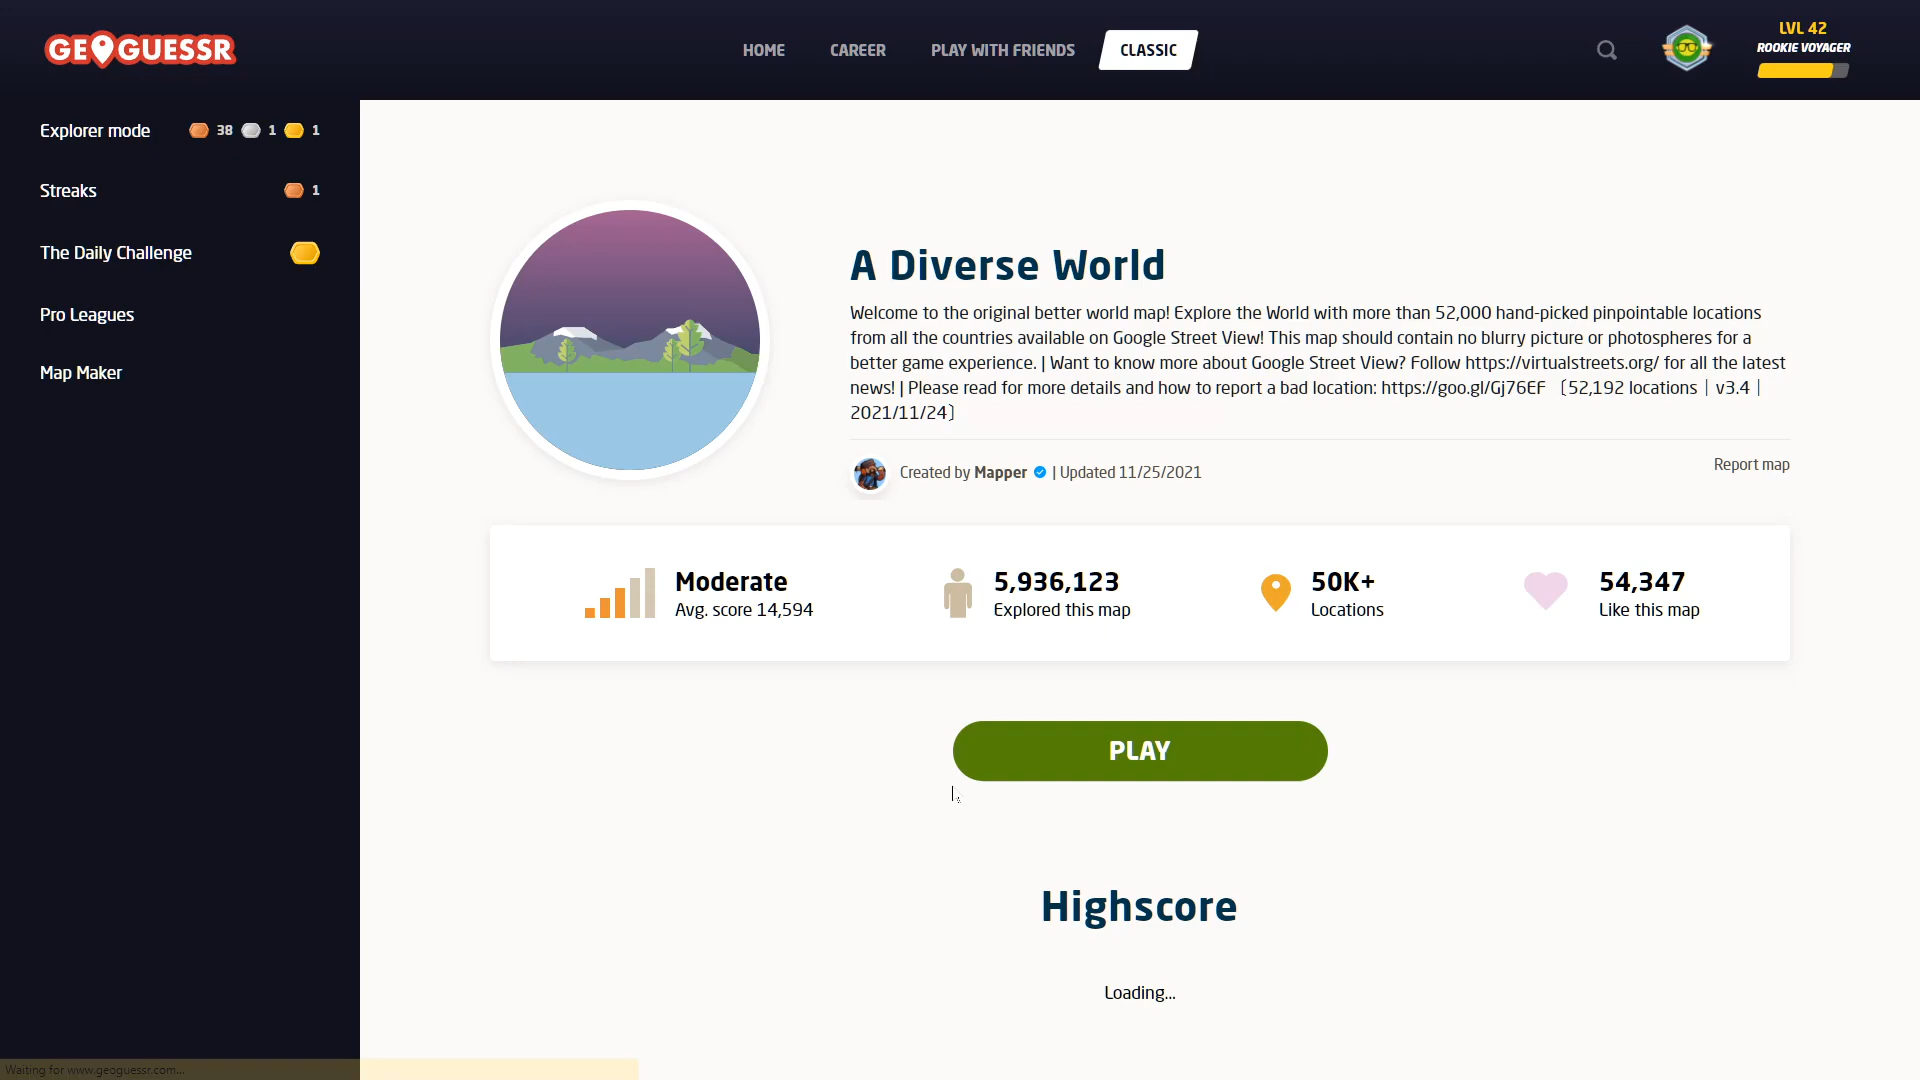 GEOGUESSR
HOME
CAREER
PLAY WITH FRIENDS
CLASSIC
LVL 42
ROOKIE VOYAGER
Explorer mode
38
1
1
Streaks
1
The Daily Challenge
Pro Leagues
Map Maker
A Diverse World
Welcome to the original better world map! Explore the World with more than 52,000 hand-picked pinpointable locations
from all the countries available on Google Street View! This map should contain no blurry picture or photospheres for a
better game experience. | Want to know more about Google Street View? Follow https://virtualstreets.org/ for all the latest
news! | Please read for more details and how to report a bad location: https://goo.gl/Gj76EF 〔52,192 locations｜v3.4｜
2021/11/24〕
Created by Mapper | Updated 11/25/2021
Report map
Moderate
Avg. score 14,594
5,936,123
Explored this map
50K+
Locations
54,347
Like this map
PLAY
Highscore
Loading...
Waiting for www.geoguessr.com...